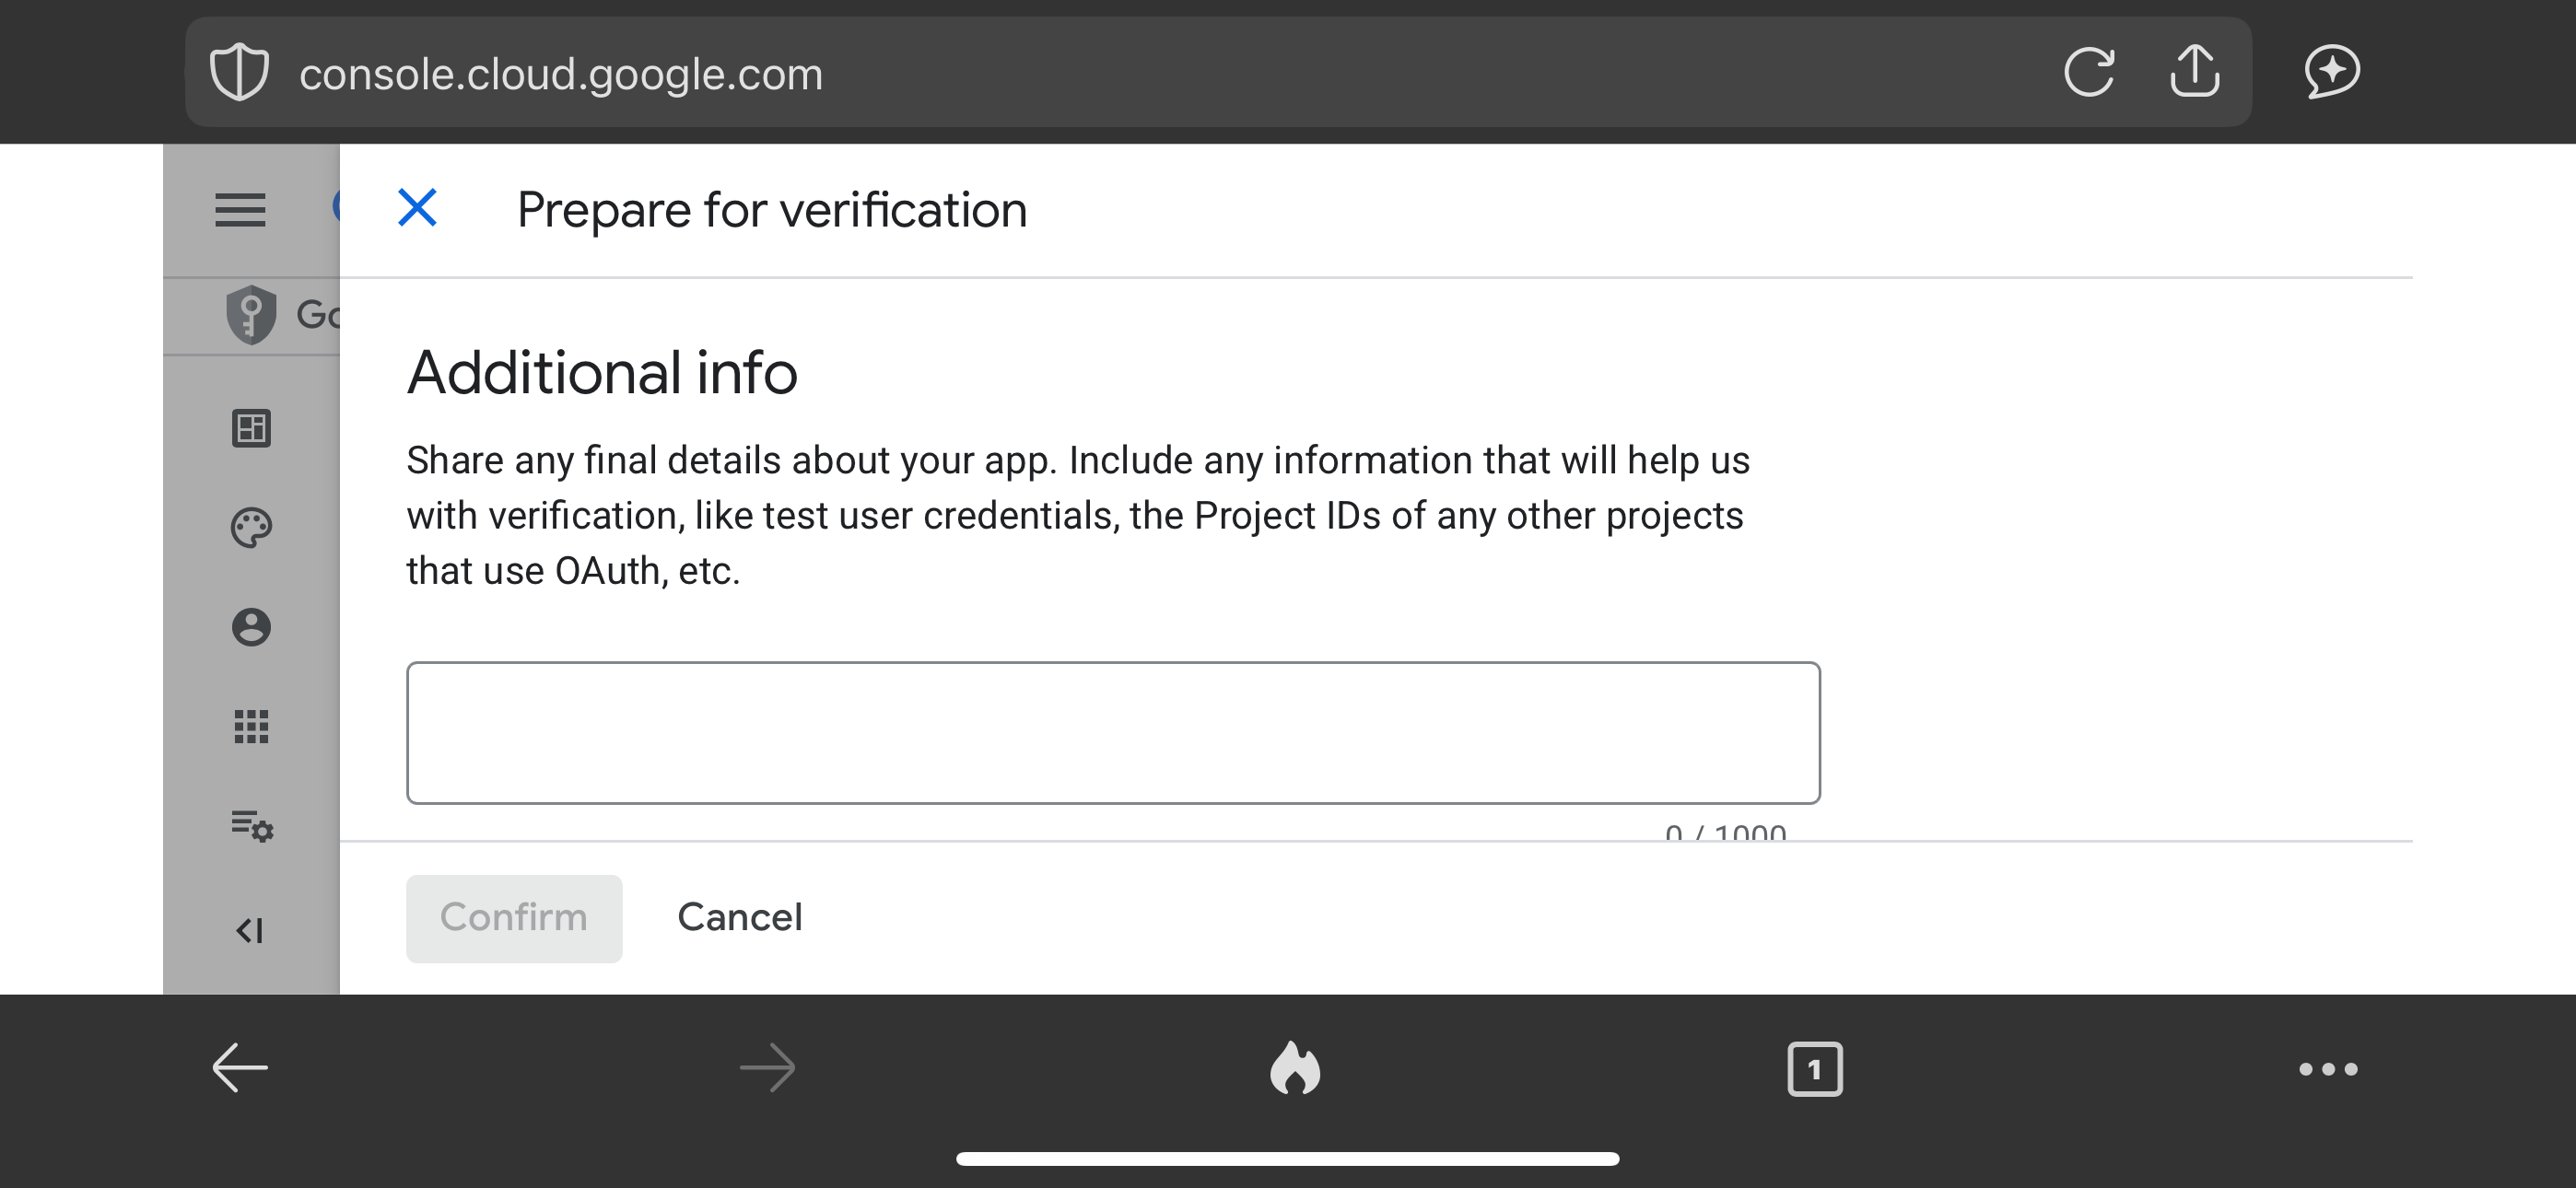 console.cloud.google.com
Prepare for verification
Go
Additional info
Share any final details about your app. Include any information that will help us
with verification, like test user credentials, the Project IDs of any other projects
that use OAuth, etc.
0 / 1000
Confirm
Cancel
1